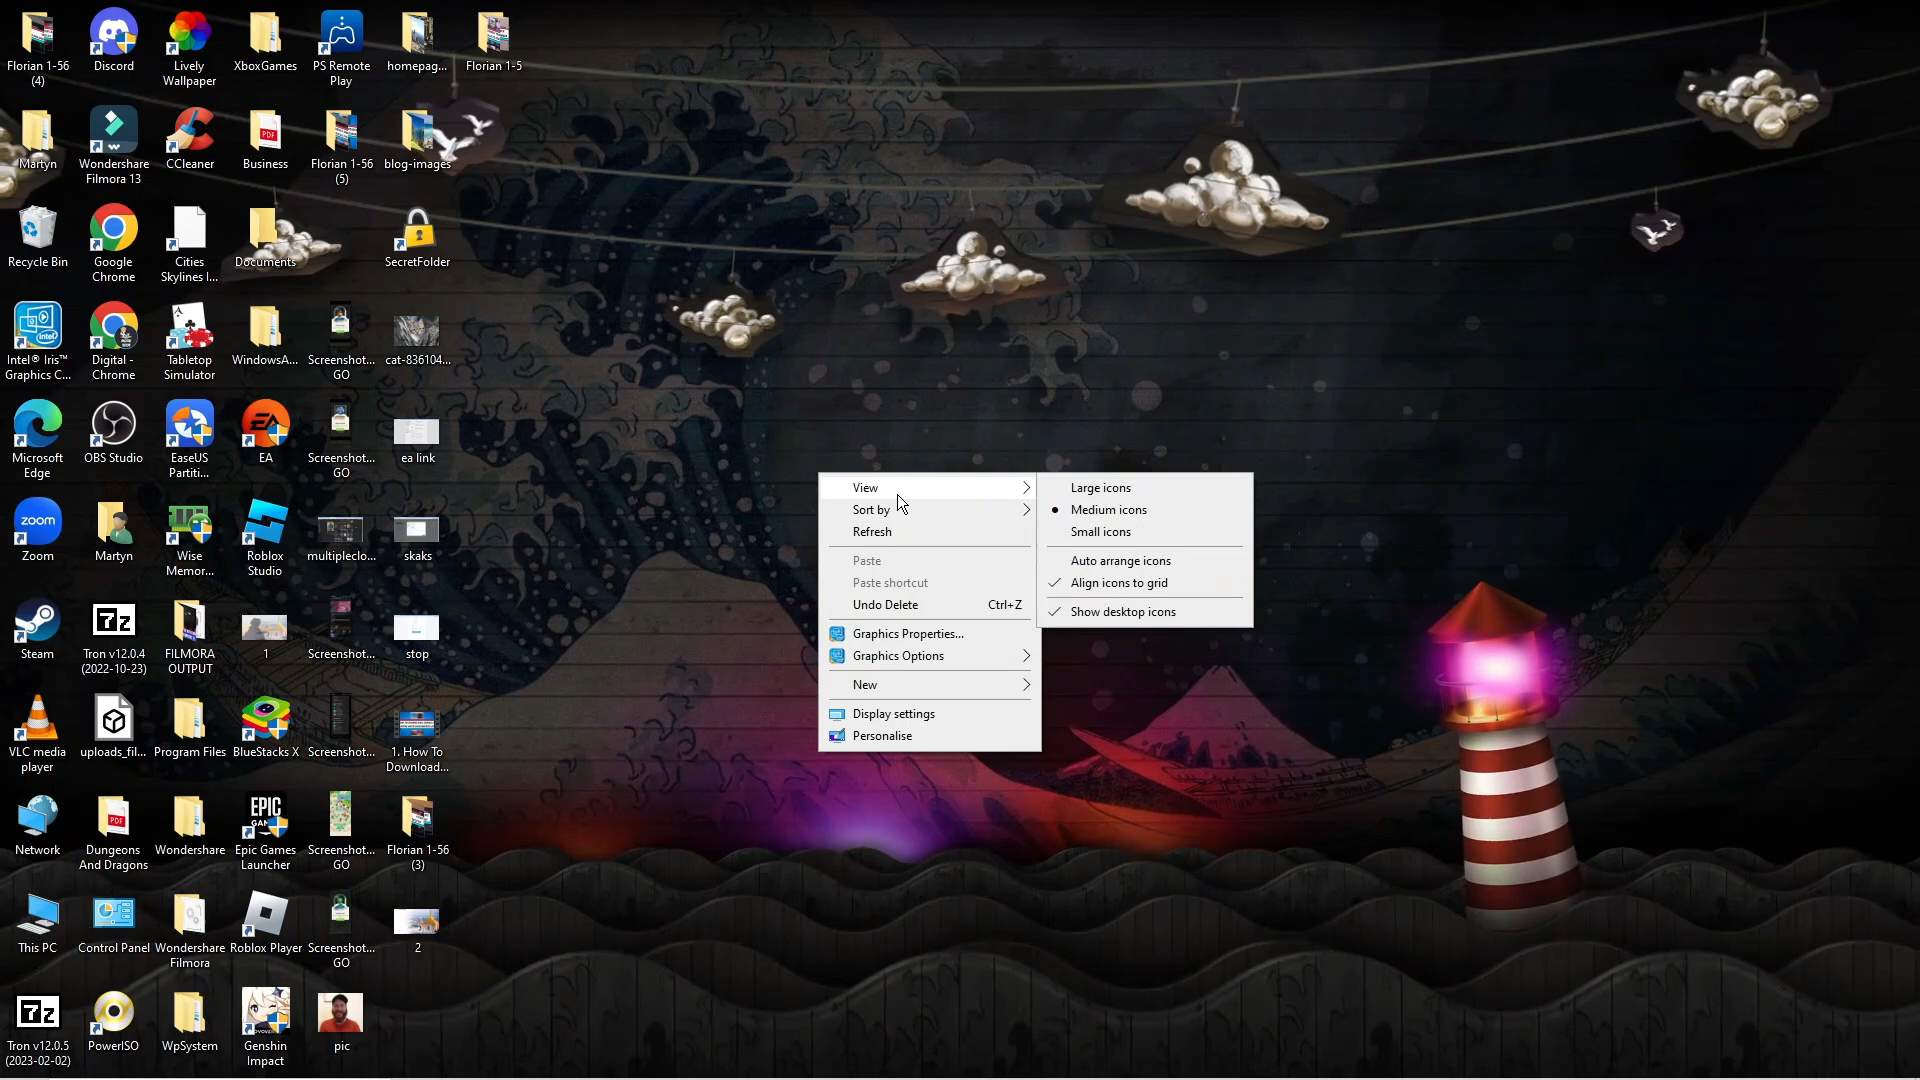 Florian 1-56
(4)
Discord
Lively
Wallpaper
XboxGames
PS Remote
Play
homepag...
Florian 1-5
Martyn
Wondershare
Filmora 13
CCleaner
PDF
Business
Florian 1-56
(5)
blog-images
Recycle Bin
Google
Chrome
Cities
Skylines I...
Documents
SecretFolder
Intel® Iris™
Graphics C...
Digital -
Chrome
Tabletop
Simulator
WindowsA...
Screenshot...
GO
cat-836104...
Microsoft
Edge
OBS Studio
EaseUS
Partiti...
EA
EA
Screenshot...
GO
ea link
zoom
Zoom
Martyn
Wise
Memor...
Roblox
Studio
multipleclo...
skaks
Steam
7z
Tron v12.0.4
(2022-10-23)
FILMORA
OUTPUT
1
Screenshot...
stop
VLC media
player
uploads_fil...
Program Files
BlueStacks X
Screenshot...
1. How To
Download...
Network
PDF
Dungeons
And Dragons
Wondershare
EPIC
GAM
Epic Games
Launcher
Screenshot...
GO
Florian 1-56
(3)
This PC
Control Panel
Wondershare
Filmora
Roblox Player
Screenshot...
GO
2
7z
Tron v12.0.5
(2023-02-02)
PowerISO
WpSystem
Genshin
Impact
pic
View
Sort by
Refresh
Paste
Paste shortcut
Undo Delete Ctrl+Z
Graphics Properties...
Graphics Options
New
Display settings
Personalise
Large icons
Medium icons
Small icons
Auto arrange icons
Align icons to grid
Show desktop icons